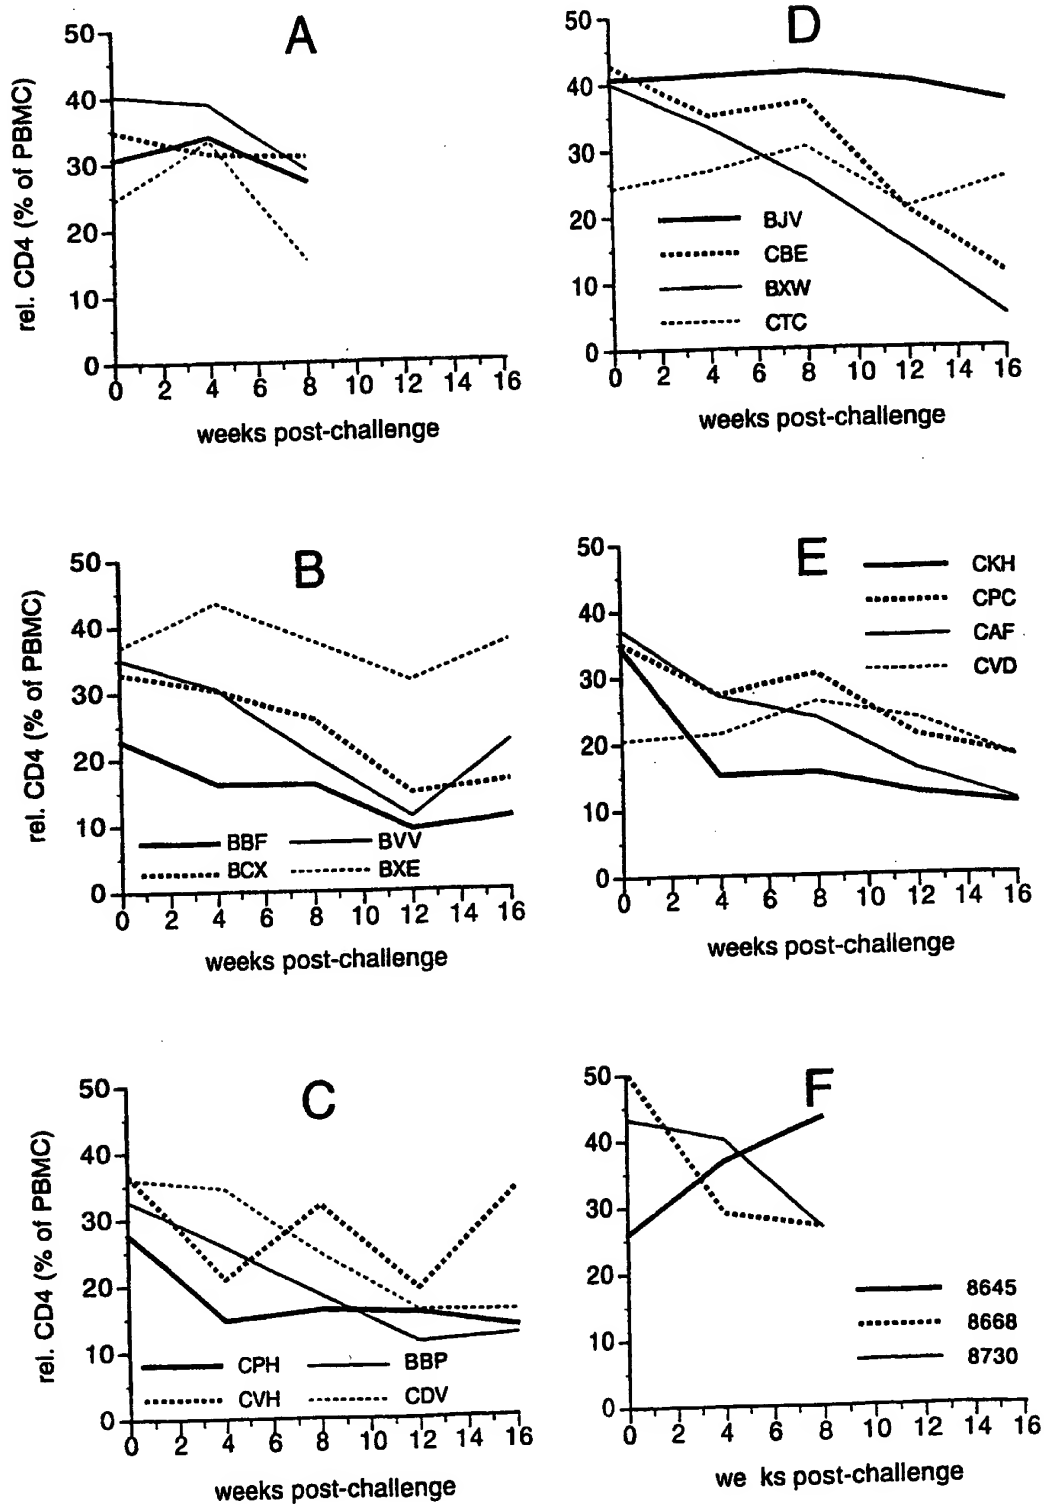 A
rel. CD4 (% of PBMC)
50
40
30
20
10
0
0 2 4 6 8 10 12 14 16
weeks post-challenge
D
50
40
30
20
10
0
BJV
CBE
BXW
CTC
0 2 4 6 8 10 12 14 16
weeks post-challenge
B
rel. CD4 (% of PBMC)
50
40
30
20
10
0
BBF BVV
BCX BXE
0 2 4 6 8 10 12 14 16
weeks post-challenge
E
50
40
30
20
10
0
CKH
CPC
CAF
CVD
0 2 4 6 8 10 12 14 16
weeks post-challenge
C
rel. CD4 (% of PBMC)
50
40
30
20
10
0
CPH BBP
CVH CDV
0 2 4 6 8 10 12 14 16
weeks post-challenge
F
50
40
30
20
10
0
8645
8668
8730
0 2 4 6 8 10 12 14 16
we ks post-challenge